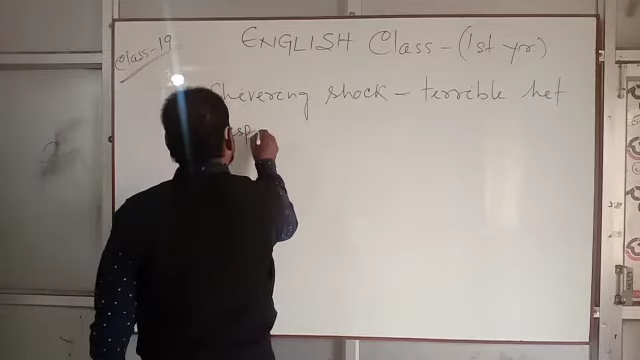 Class-19
ENGLISH Class - (1st yr.)
Shevering shock - terrible het